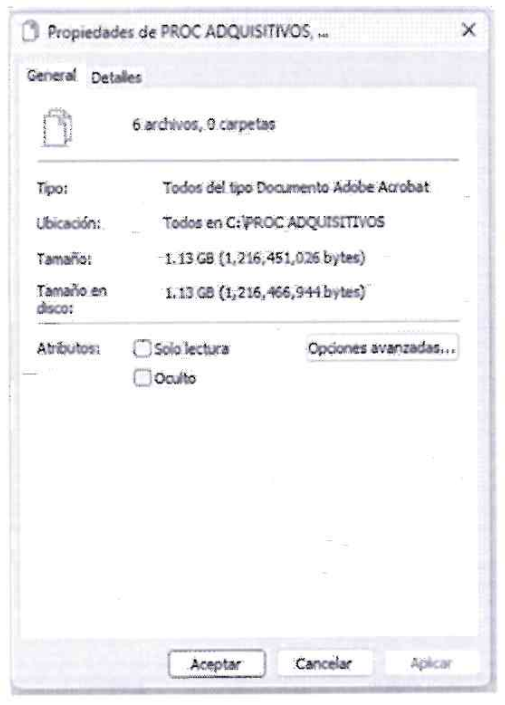 Propiedades de PROC ADQUISITIVOS, ...
General Detalles
6 archivos, 0 carpetas
Tipo: Todos del tipo Documento Adobe Acrobat
Ubicación: Todos en C:\PROC ADQUISITIVOS
Tamaño: 1.13 GB (1,216,451,026 bytes)
Tamaño en disco: 1.13 GB (1,216,466,944 bytes)
Atributos: Solo lectura Opciones avanzadas...
Oculto
Aceptar Cancelar Aplicar